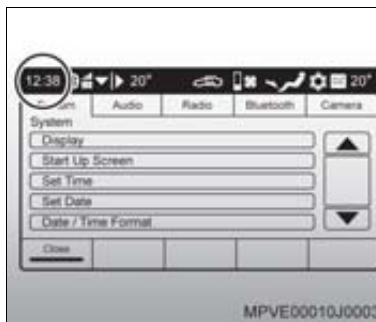 12:38 20° 20°
Audio Radio Bluetooth Camera
System
Display
Start Up Screen
Set Time
Set Date
Date / Time Format
Close
MPVE00010J0003